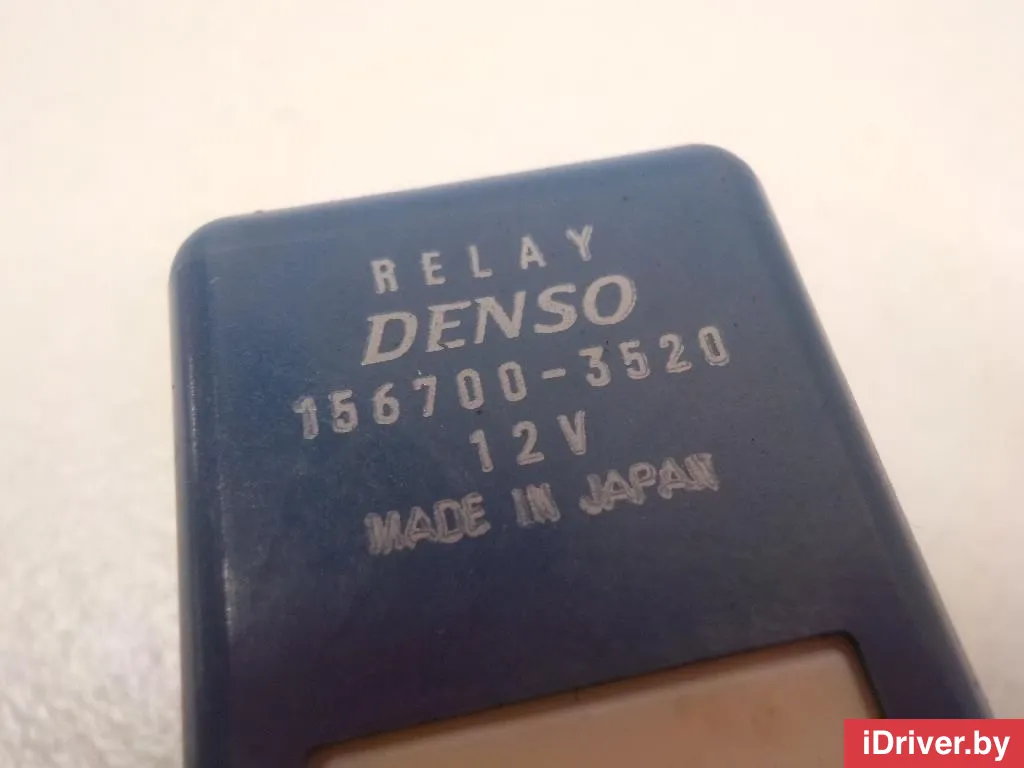 RELAY
DENSO
156700-3520
12V
MADE IN JAPAN
iDriver.by